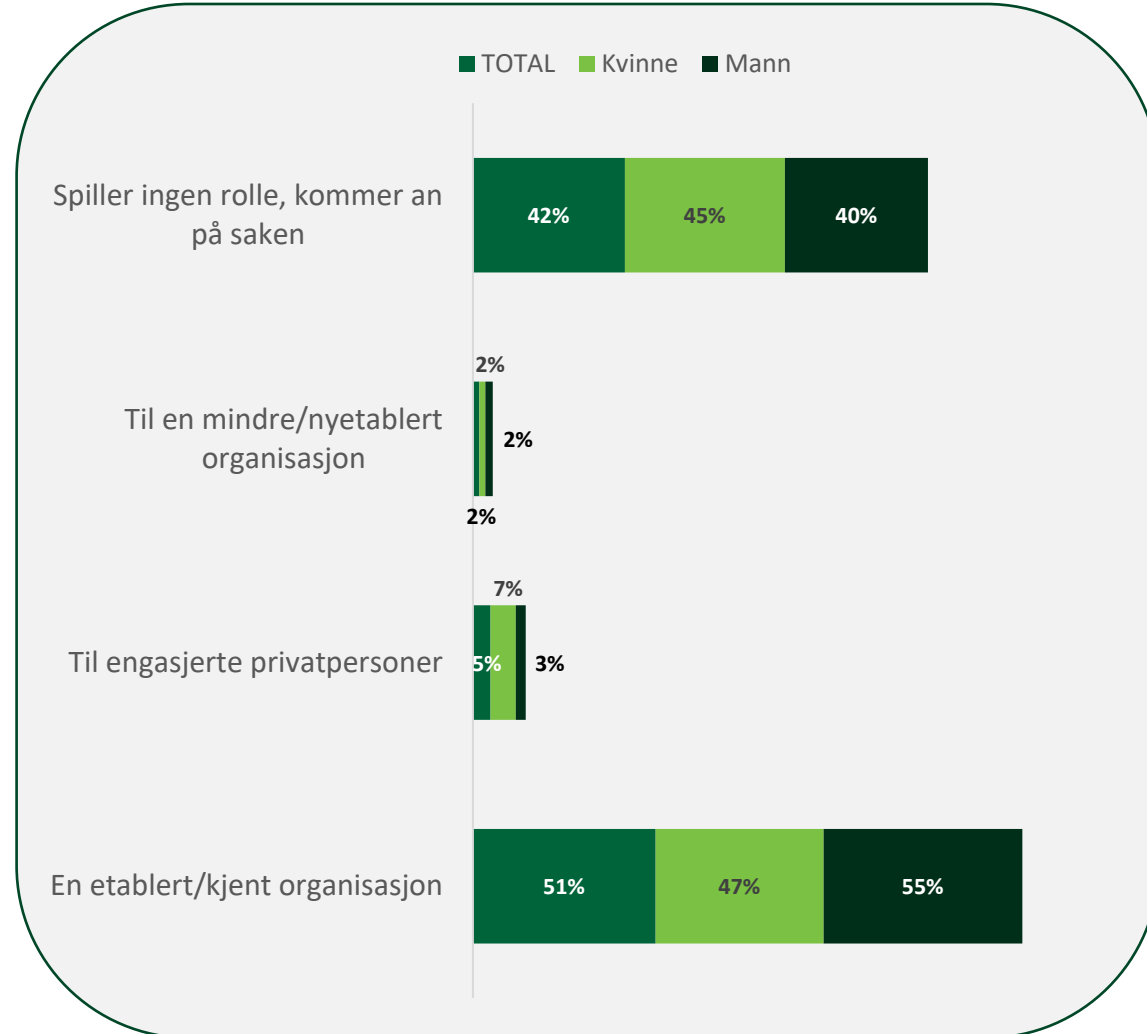 TOTAL Kvinne Mann
Spiller ingen rolle, kommer an
på saken
42% 45% 40%
2%
Til en mindre/nyetablert
organisasjon
2%
2%
7%
Til engasjerte privatpersoner
5%
3%
En etablert/kjent organisasjon
51% 47% 55%